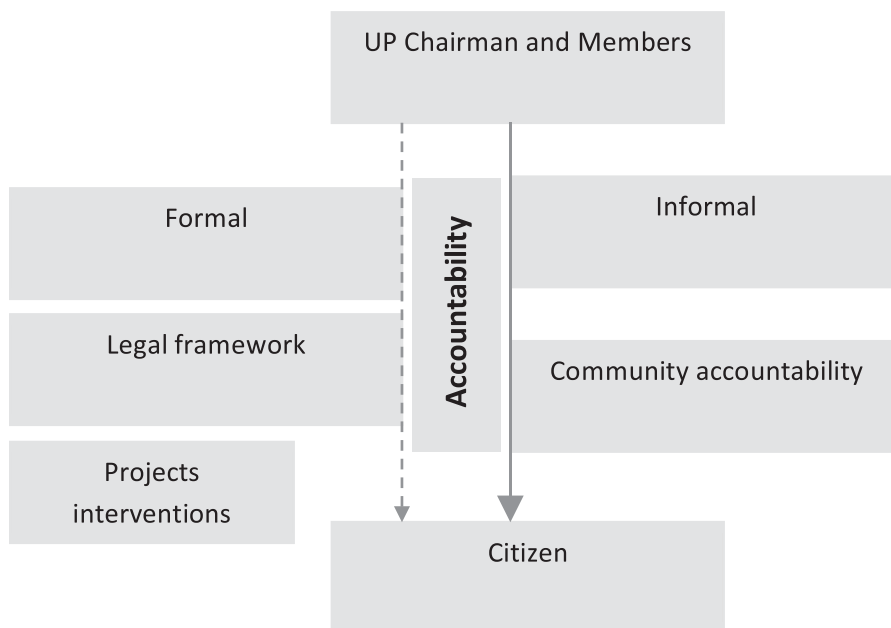 UP Chairman and Members
Formal
Informal
Accountability
Legal framework
Community accountability
Projects
interventions
Citizen